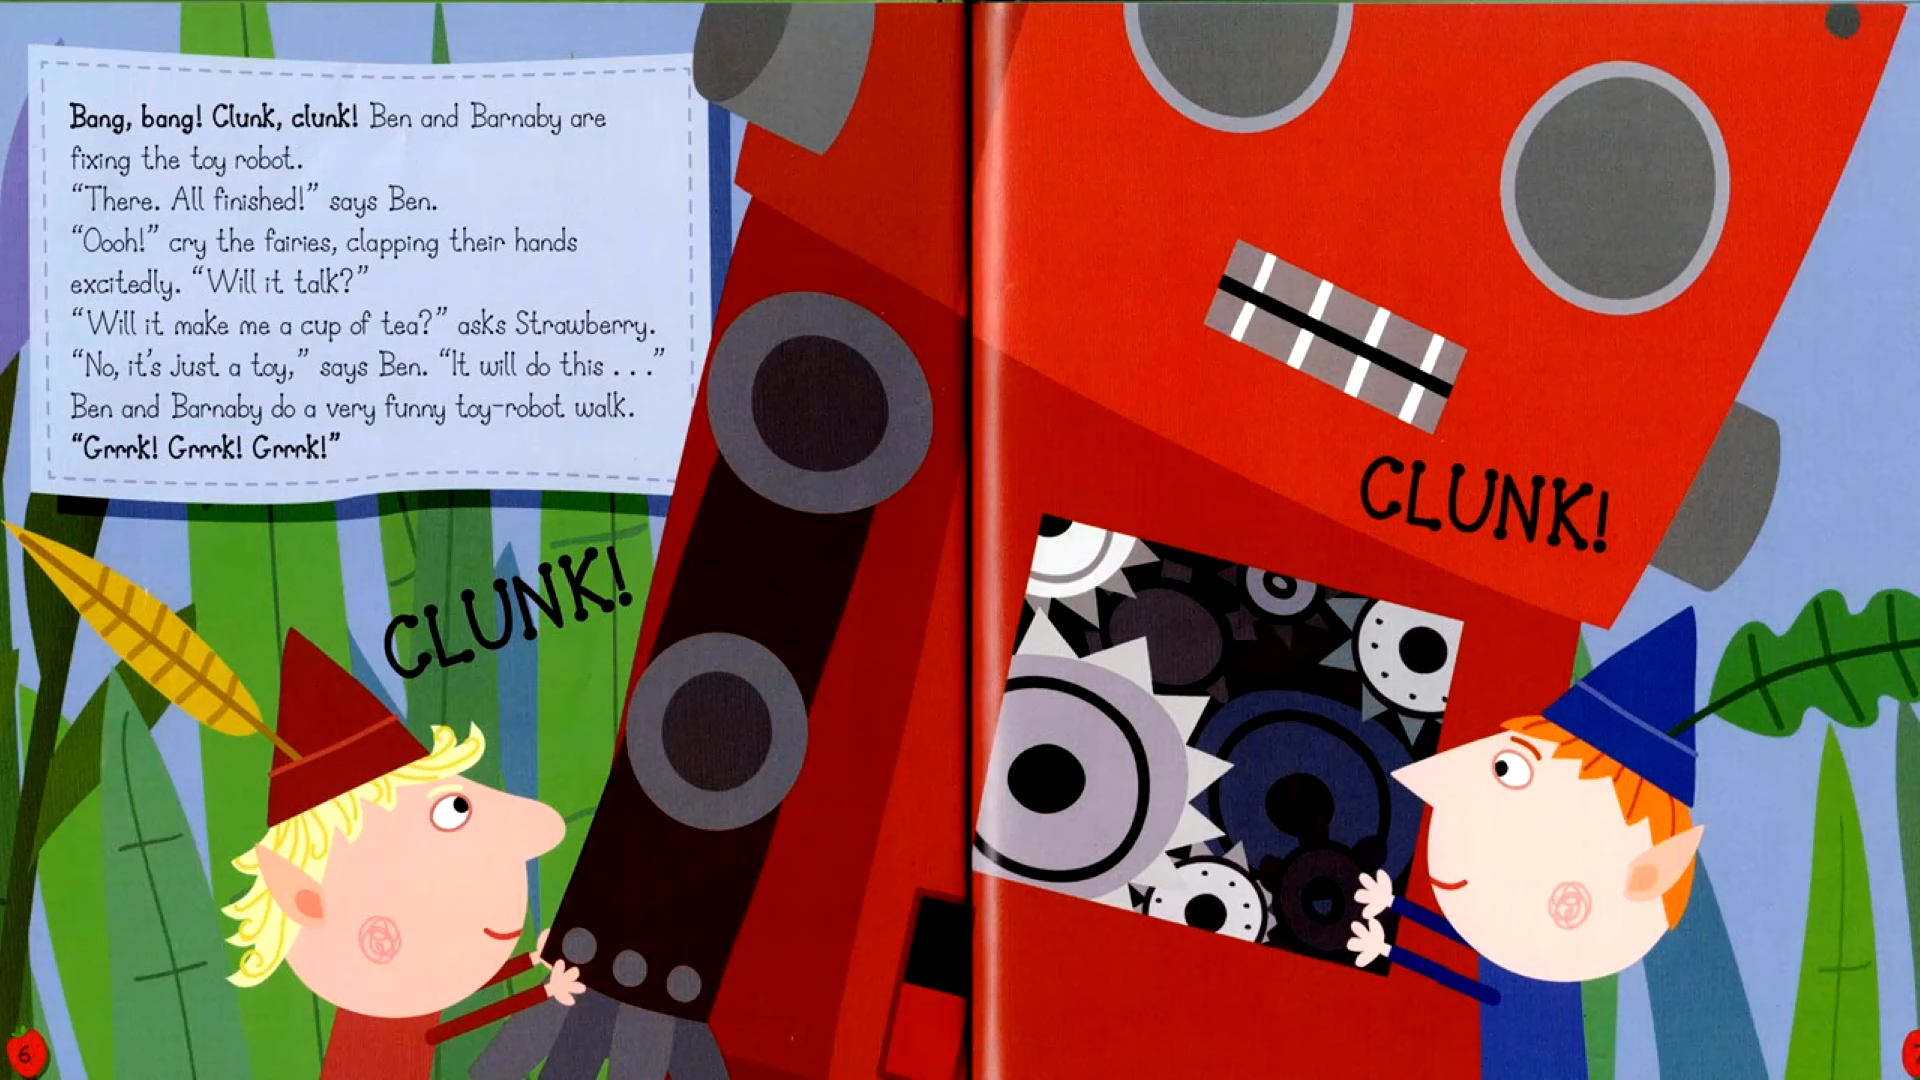 Bang, bang! Clunk, clunk! Ben and Barnaby are
fixing the toy robot.
“There. All finished!” says Ben.
“Oooh!” cry the fairies, clapping their hands
excitedly. “Will it talk?”
“Will it make me a cup of tea?” asks Strawberry.
“No, it’s just a toy,” says Ben. “It will do this . . .”
Ben and Barnaby do a very funny toy-robot walk.
“Grrrk! Grrrk! Grrrk!”
CLUNK!
CLUNK!
6